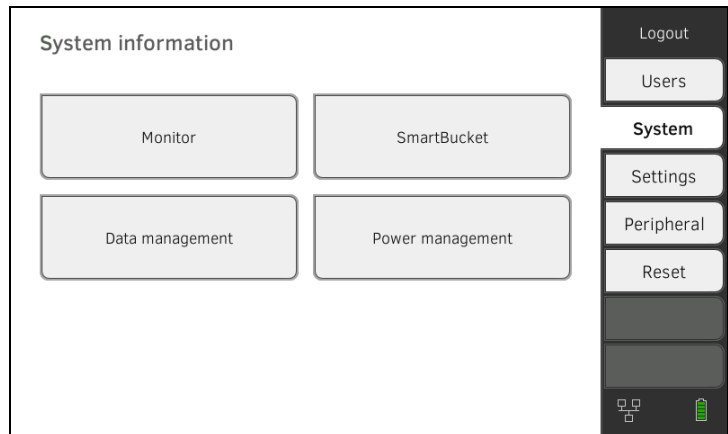 System information
Monitor
SmartBucket
Data management
Power management
Logout
Users
System
Settings
Peripheral
Reset